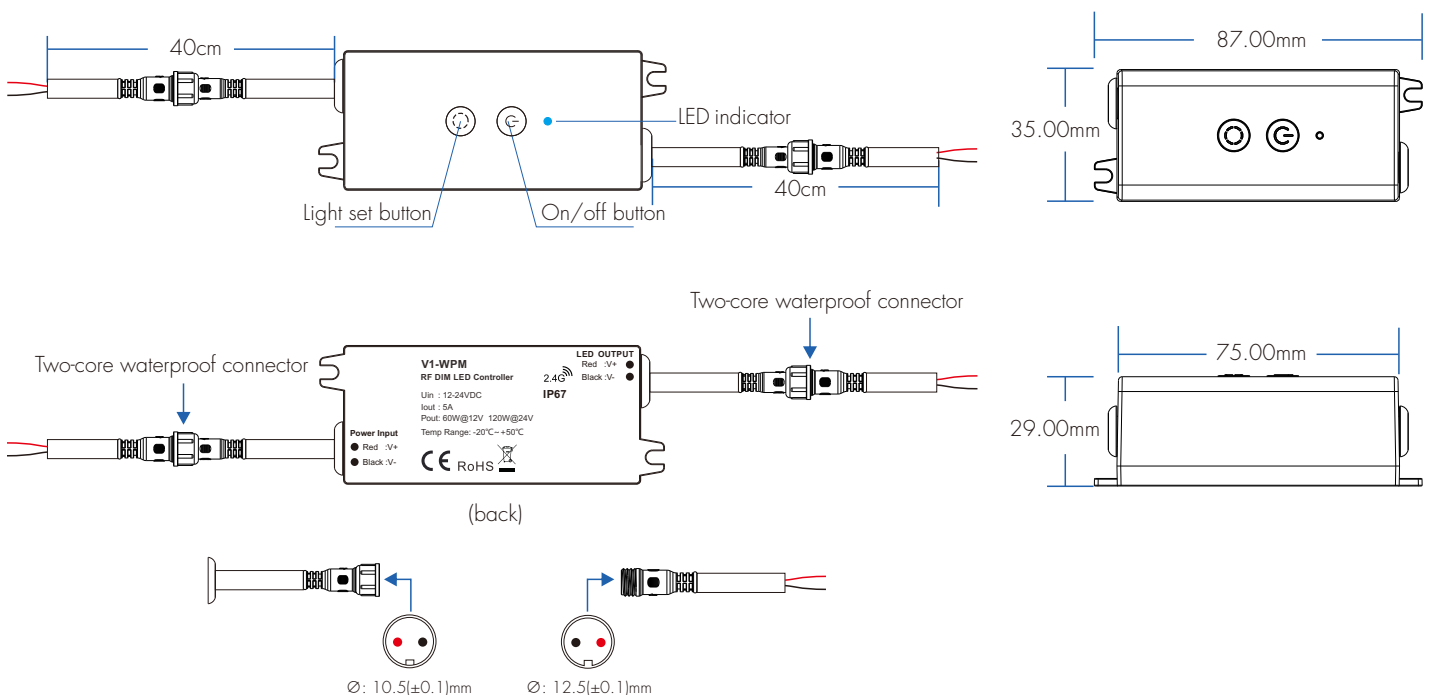 40cm
LED indicator
40cm
Light set button
On/off button
87.00mm
35.00mm
Two-core waterproof connector
Two-core waterproof connector
V1-WPM
RF DIM LED Controller
Uin : 12-24VDC
Iout : 5A
Pout: 60W@12V 120W@24V
Temp Range: -20℃~+50℃
2.4G
IP67
LED OUTPUT
Red :V+
Black :V-
Power Input
Red :V+
Black :V-
CE RoHS
(back)
75.00mm
29.00mm
Ø: 10.5(±0.1)mm
Ø: 12.5(±0.1)mm